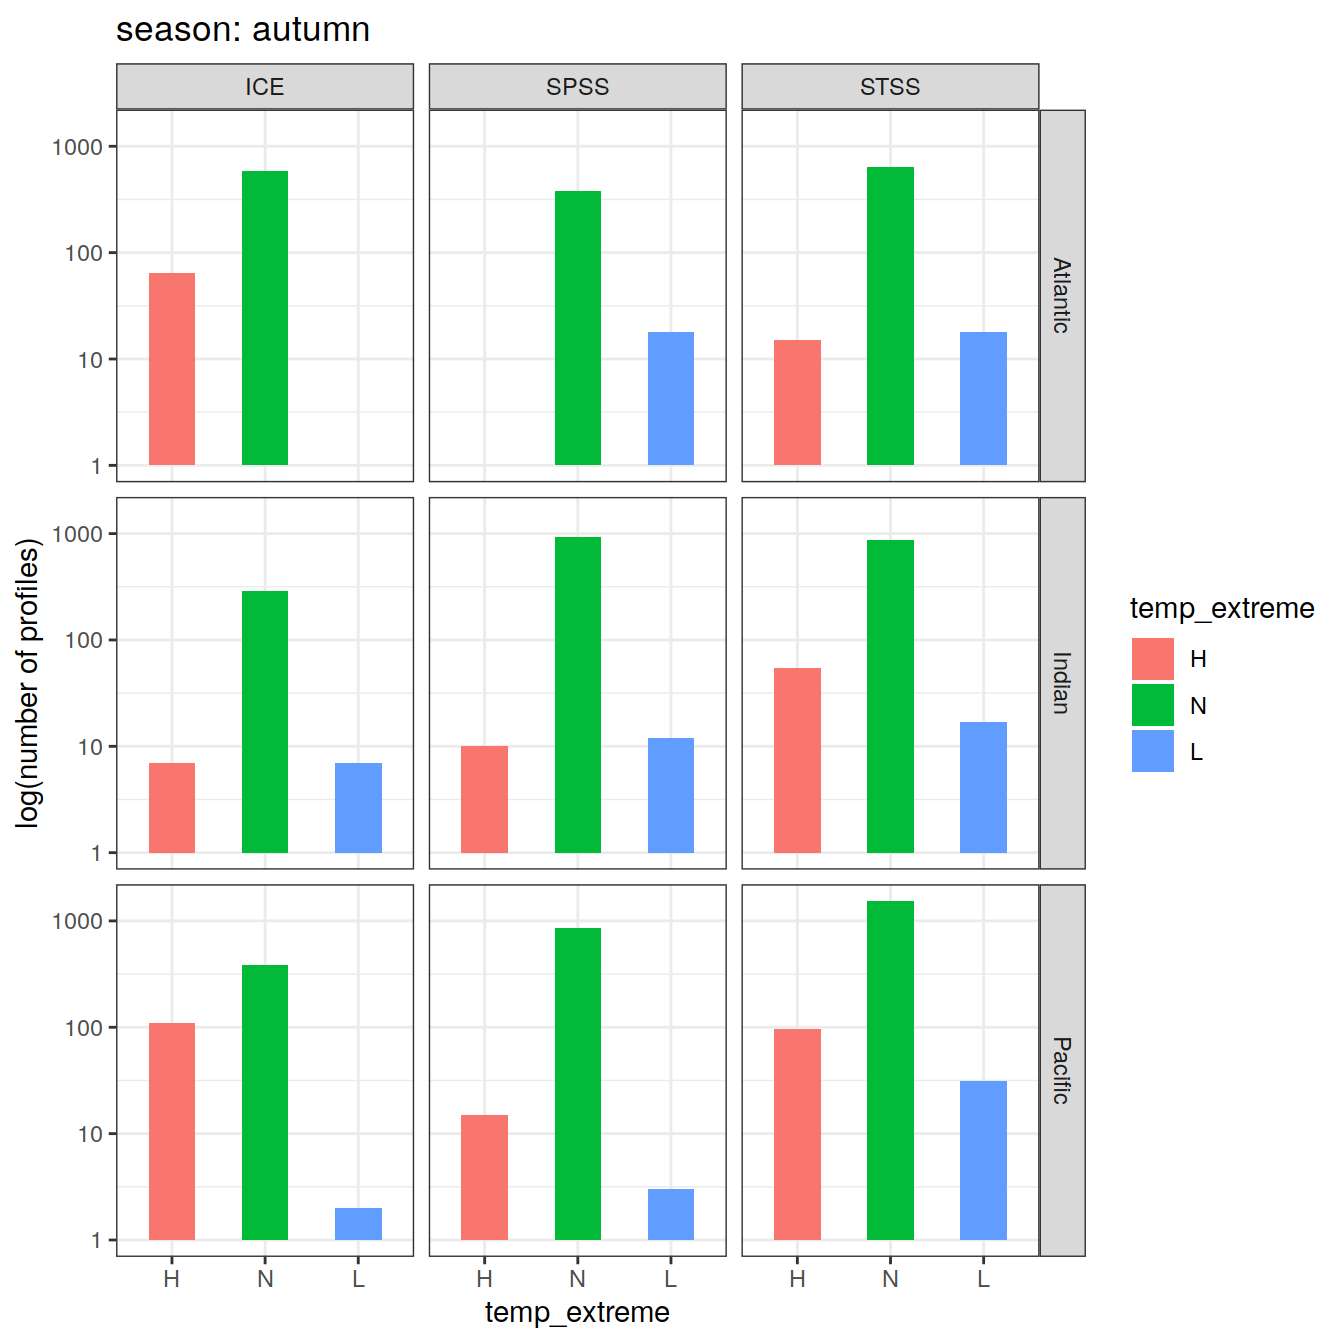 season: autumn
ICE SPSS STSS
1000
100
10
1
Atlantic
1000
100
10
1
Indian
1000
100
10
1
Pacific
H N L H N L H N L
temp_extreme
log(number of profiles)
temp_extreme
H
N
L